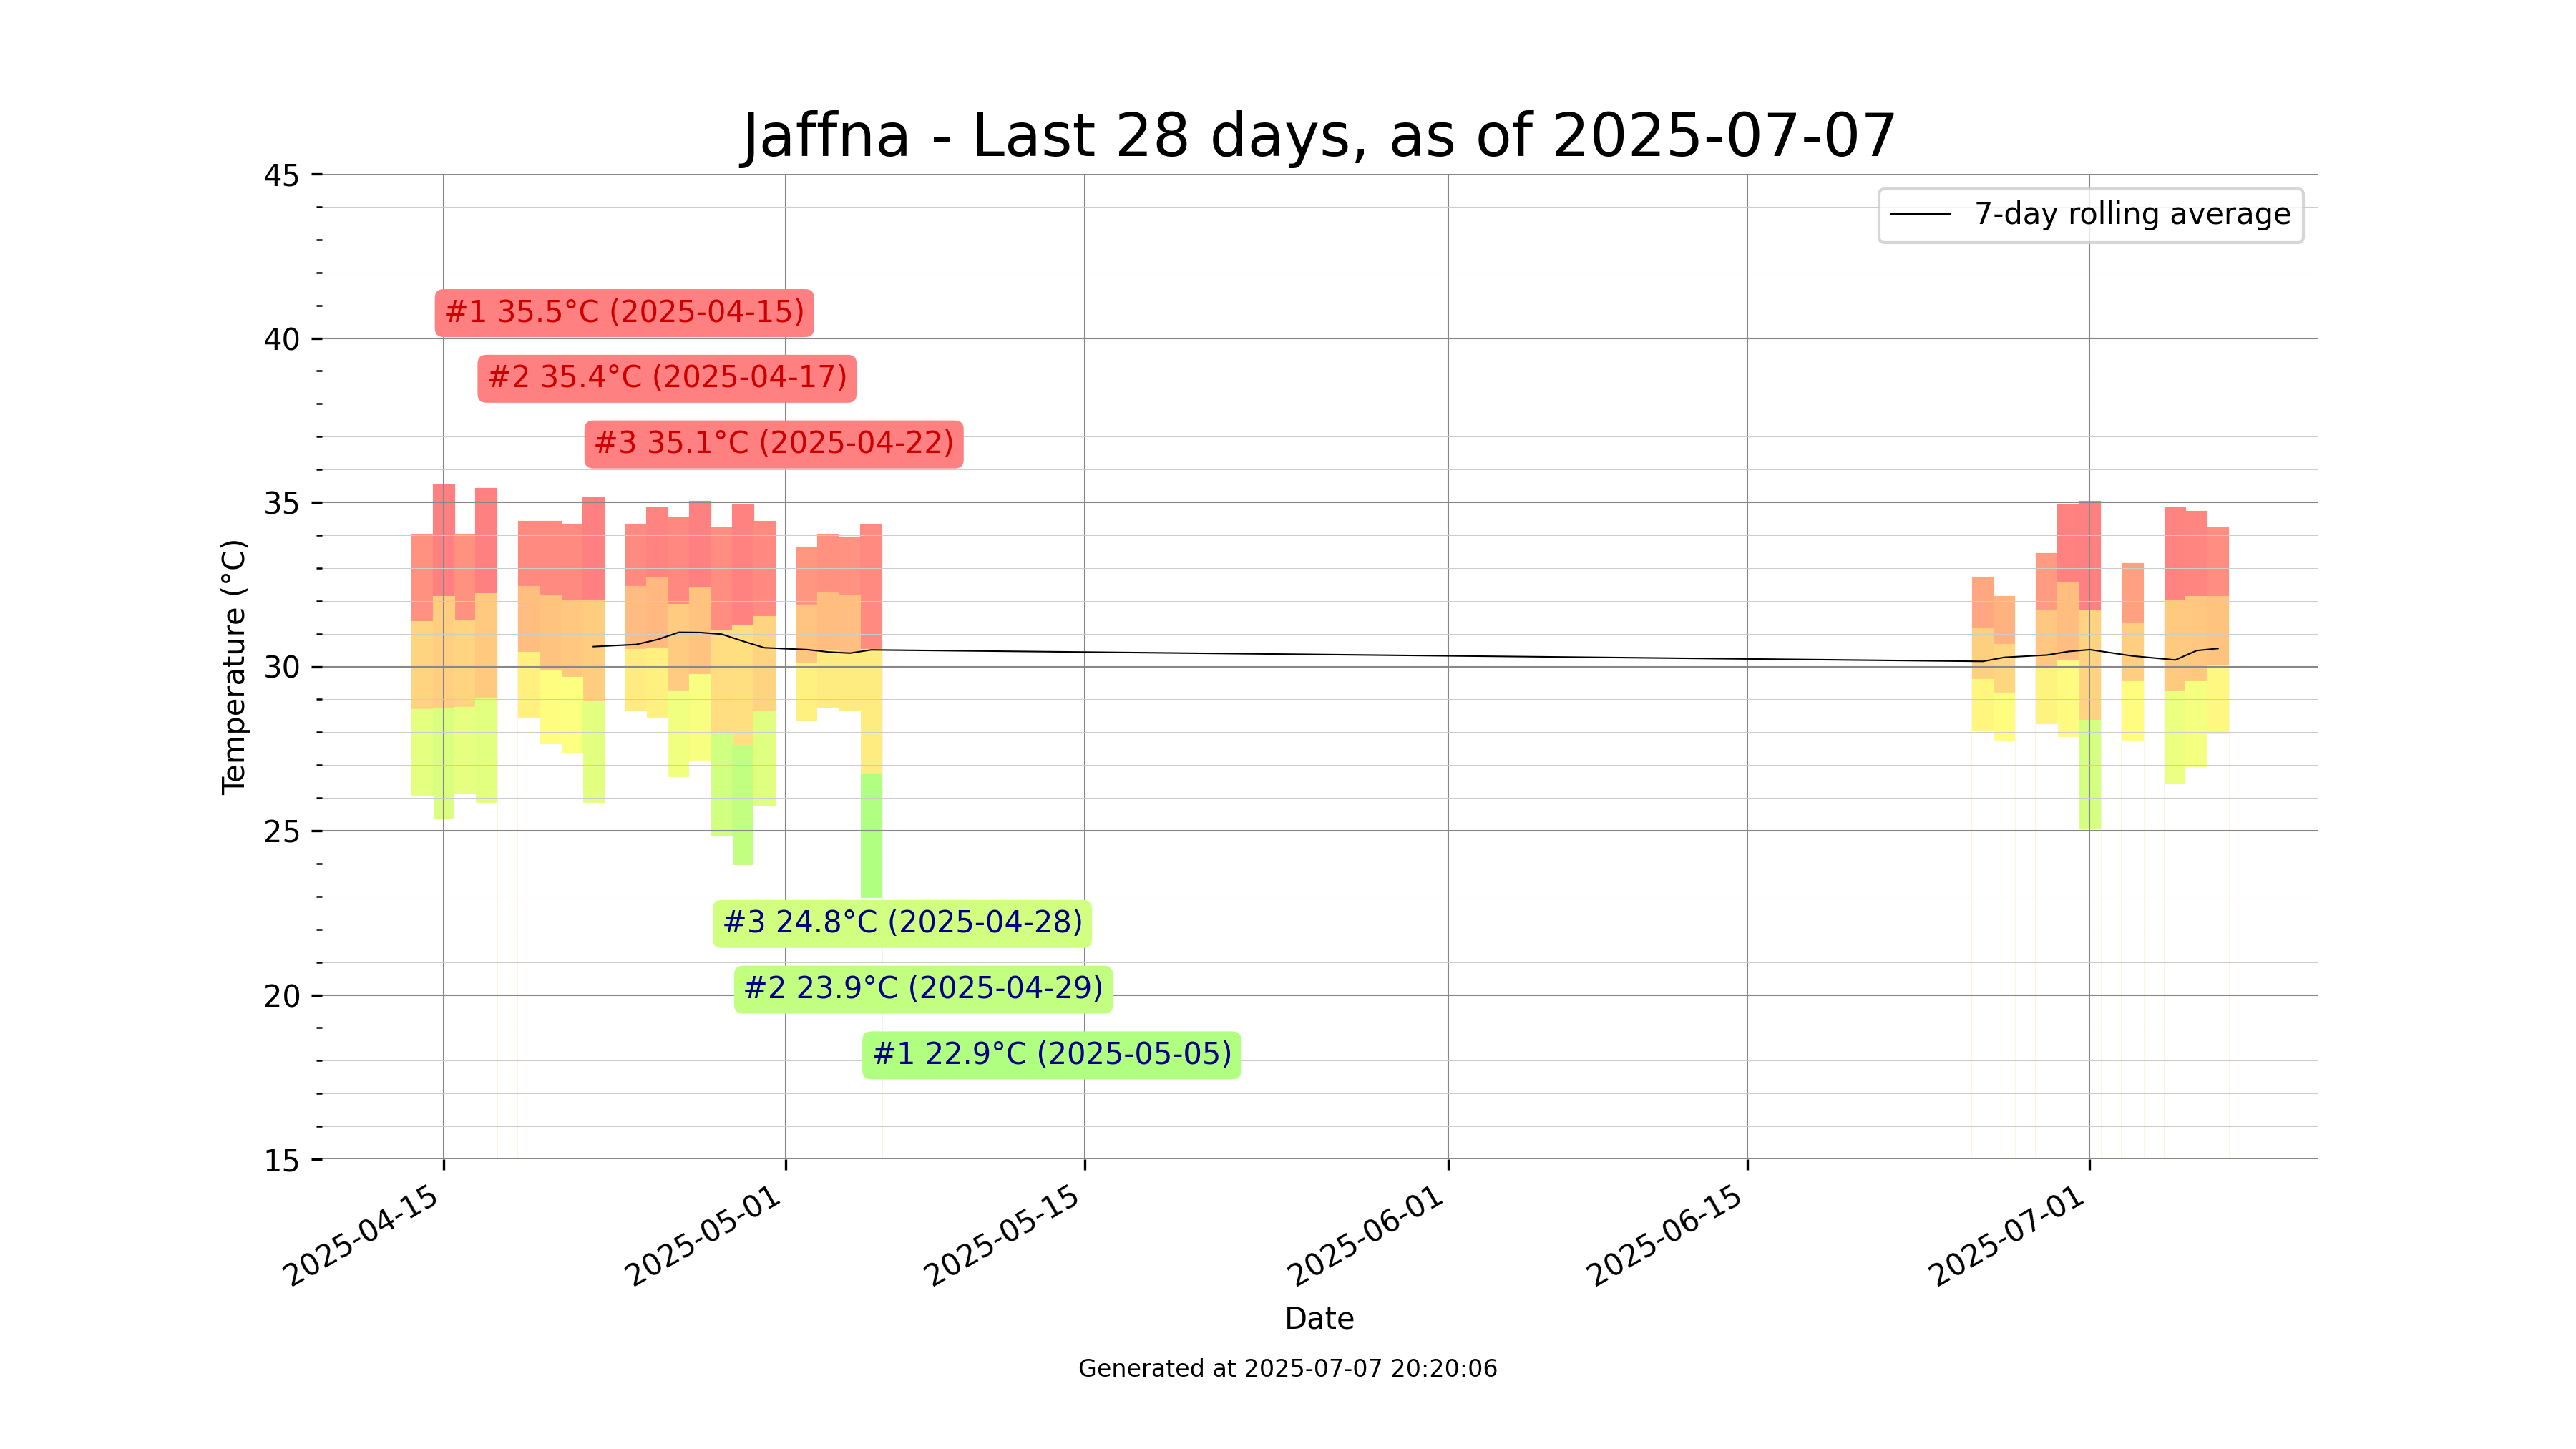 Jaffna - Last 28 days, as of 2025-07-07
45
40
35
30
25
20
15
Temperature (°C)
7-day rolling average
#1 35.5°C (2025-04-15)
#2 35.4°C (2025-04-17)
#3 35.1°C (2025-04-22)
#3 24.8°C (2025-04-28)
#2 23.9°C (2025-04-29)
#1 22.9°C (2025-05-05)
2025-04-15
2025-05-01
2025-05-15
2025-06-01
2025-06-15
2025-07-01
Date
Generated at 2025-07-07 20:20:06